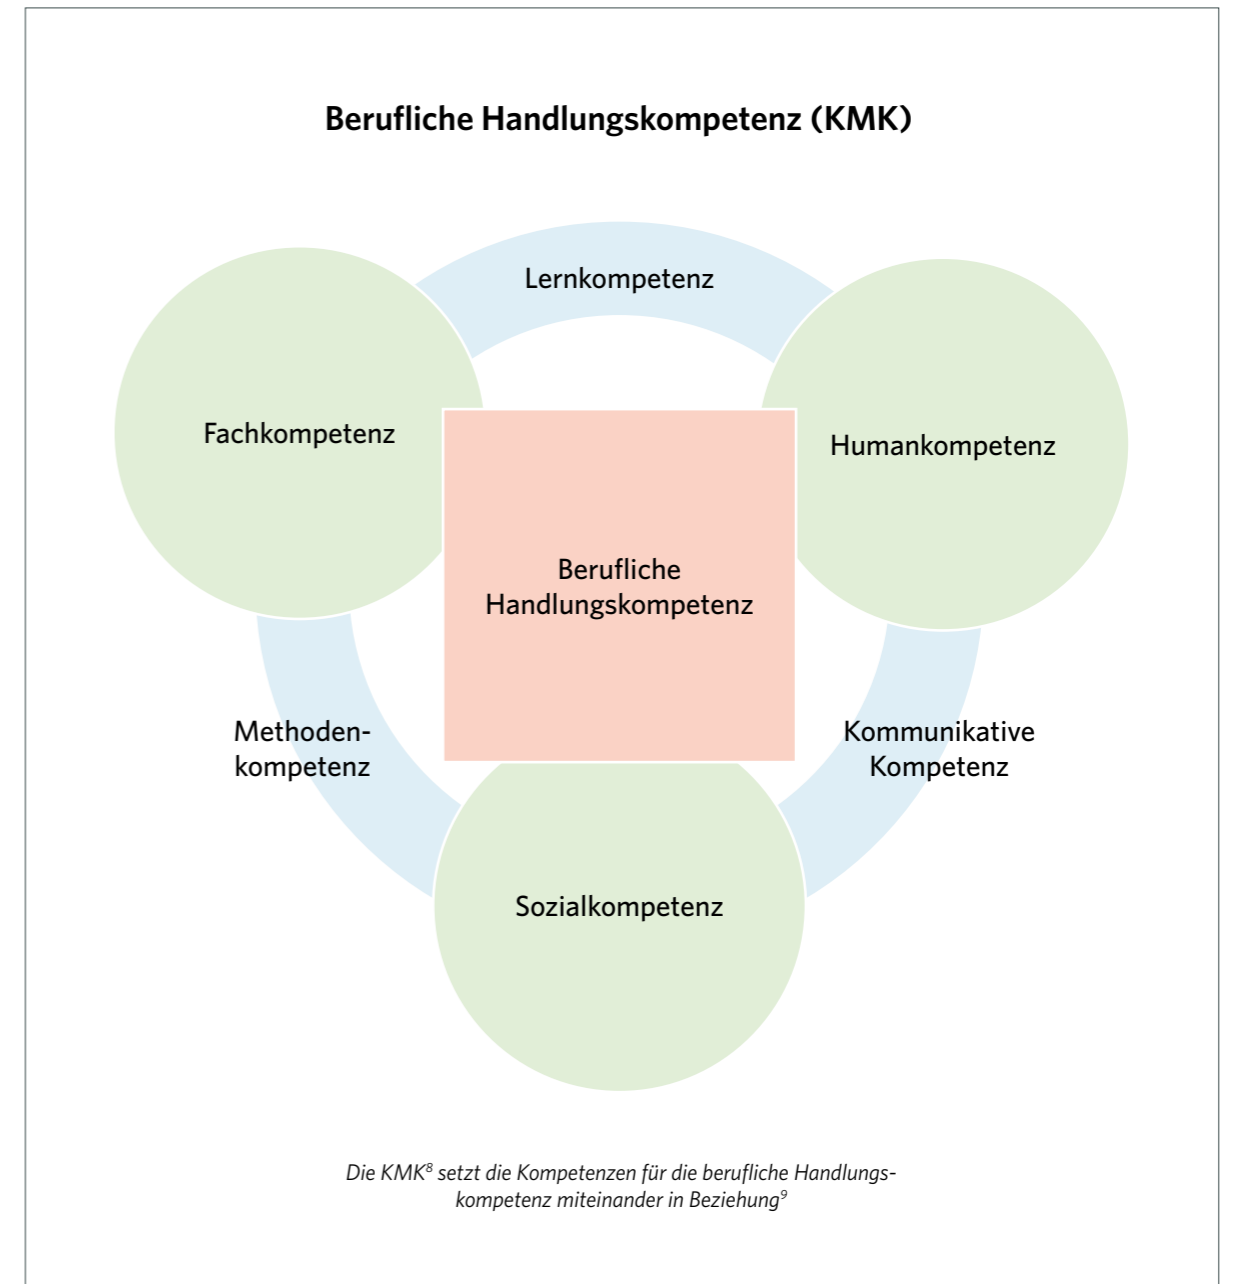 Berufliche Handlungskompetenz (KMK)
Lernkompetenz
Fachkompetenz
Humankompetenz
Berufliche
Handlungskompetenz
Methoden-
kompetenz
Kommunikative
Kompetenz
Sozialkompetenz
Die KMK⁸ setzt die Kompetenzen für die berufliche Handlungs-
kompetenz miteinander in Beziehung⁹